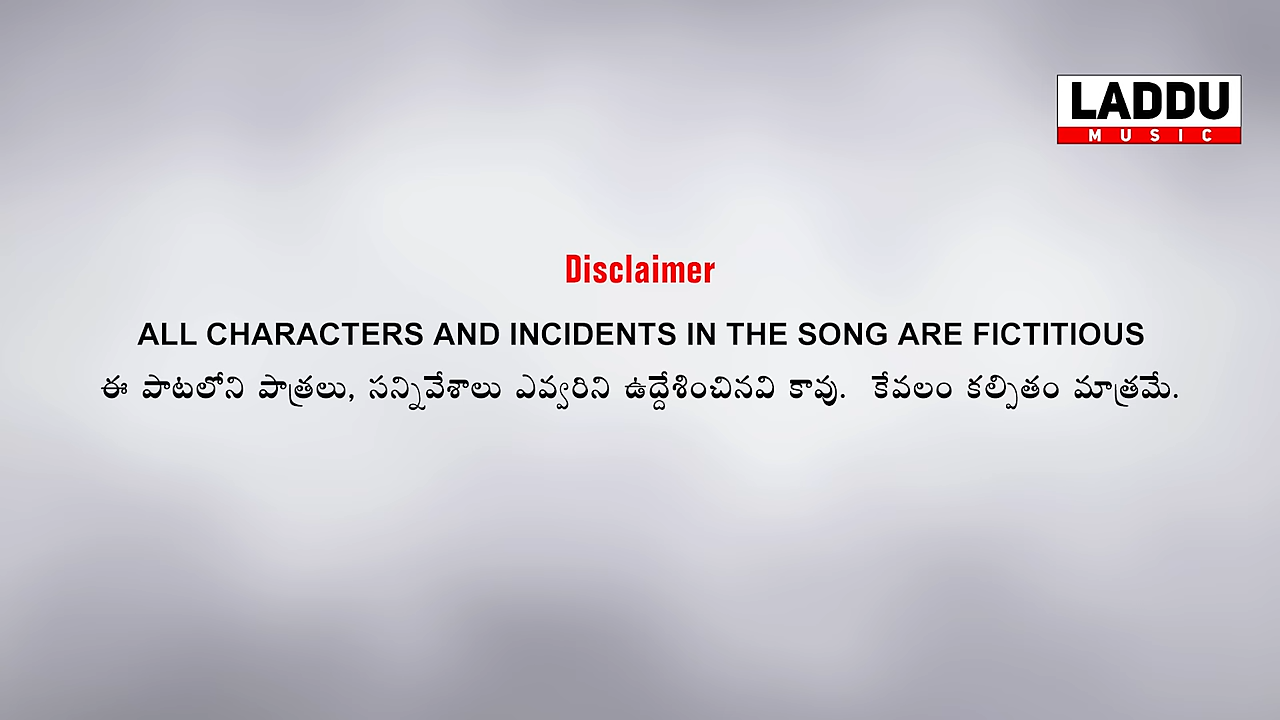 LADDU
MUSIC
Disclaimer
ALL CHARACTERS AND INCIDENTS IN THE SONG ARE FICTITIOUS
ఈ పాటలోని పాత్రలు, సన్నివేశాలు ఎవ్వరిని ఉద్దేశించినవి కావు. కేవలం కల్పితం మాత్రమే.